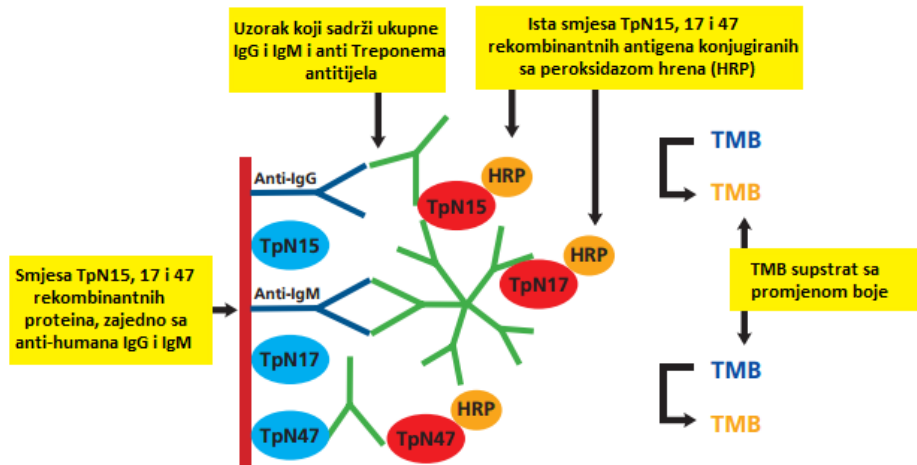 Uzorak koji sadrži ukupne
IgG i IgM i anti Treponema
antitijela
Ista smjesa TpN15, 17 i 47
rekombinantnih antigena konjugiranih
sa peroksidazom hrena (HRP)
Anti-IgG
HRP
TpN15
TpN15
TMB
TMB
Smjesa TpN15, 17 i 47
rekombinantnih
proteina, zajedno sa
anti-humana IgG i IgM
Anti-IgM
HRP
TpN17
TMB supstrat sa
promjenom boje
TpN17
TpN47
TpN47
HRP
TMB
TMB